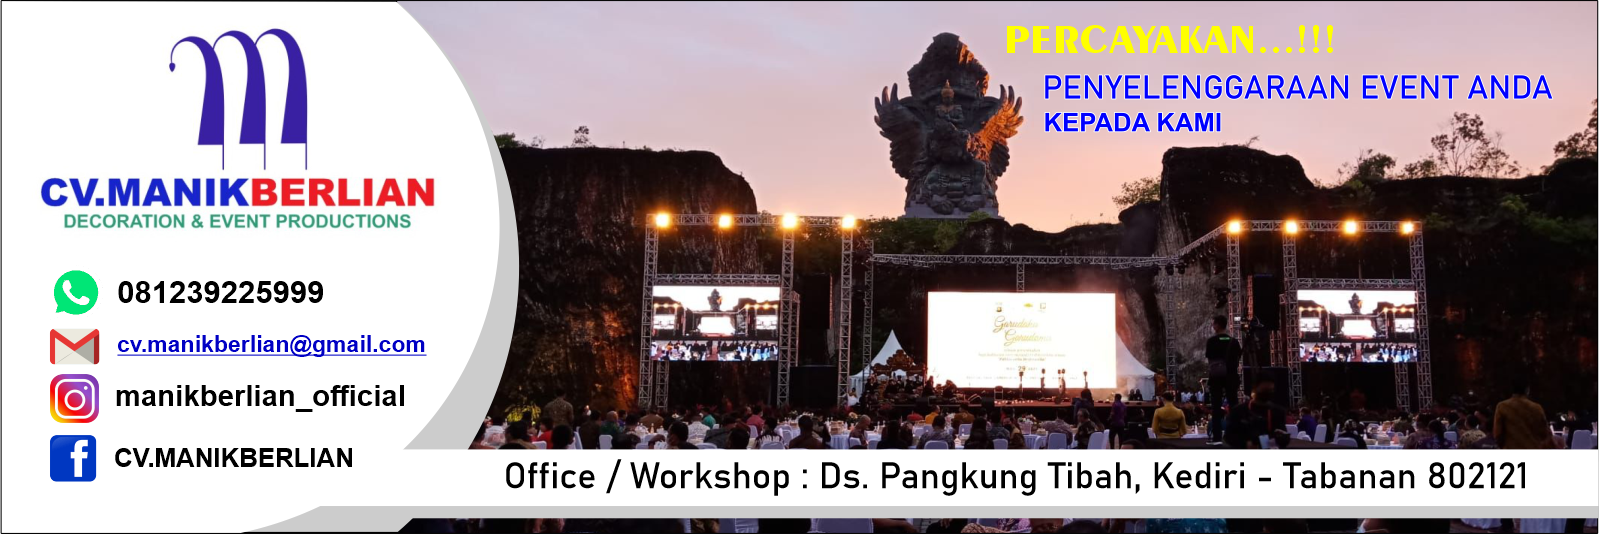 CV.MANIKBERLIAN
DECORATION & EVENT PRODUCTIONS
081239225999
cv.manikberlian@gmail.com
manikberlian_official
CV.MANIKBERLIAN
PERCAYAKAN...!!!
PENYELENGGARAAN EVENT ANDA
KEPADA KAMI
Office / Workshop : Ds. Pangkung Tibah, Kediri - Tabanan 802121